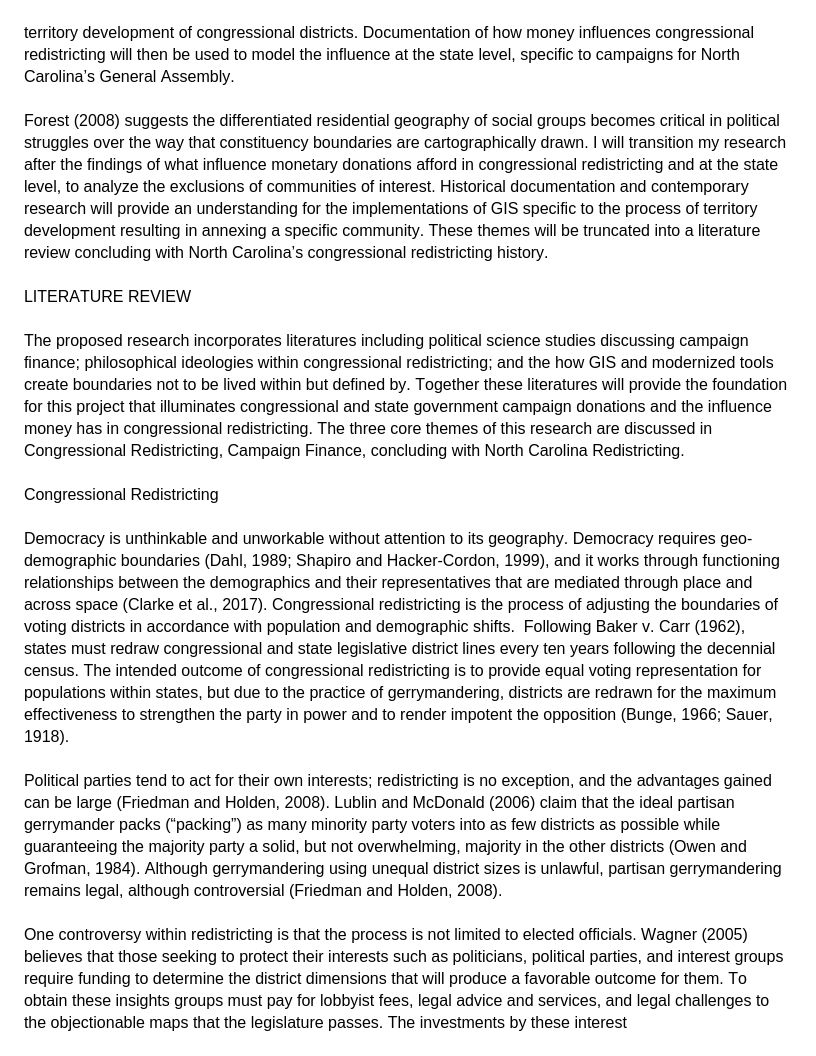 territory development of congressional districts. Documentation of how money influences congressional
redistricting will then be used to model the influence at the state level, specific to campaigns for North
Carolina’s General Assembly.
Forest (2008) suggests the differentiated residential geography of social groups becomes critical in political
struggles over the way that constituency boundaries are cartographically drawn. I will transition my research
after the findings of what influence monetary donations afford in congressional redistricting and at the state
level, to analyze the exclusions of communities of interest. Historical documentation and contemporary
research will provide an understanding for the implementations of GIS specific to the process of territory
development resulting in annexing a specific community. These themes will be truncated into a literature
review concluding with North Carolina’s congressional redistricting history.
LITERATURE REVIEW
The proposed research incorporates literatures including political science studies discussing campaign
finance; philosophical ideologies within congressional redistricting; and the how GIS and modernized tools
create boundaries not to be lived within but defined by. Together these literatures will provide the foundation
for this project that illuminates congressional and state government campaign donations and the influence
money has in congressional redistricting. The three core themes of this research are discussed in
Congressional Redistricting, Campaign Finance, concluding with North Carolina Redistricting.
Congressional Redistricting
Democracy is unthinkable and unworkable without attention to its geography. Democracy requires geo-
demographic boundaries (Dahl, 1989; Shapiro and Hacker-Cordon, 1999), and it works through functioning
relationships between the demographics and their representatives that are mediated through place and
across space (Clarke et al., 2017). Congressional redistricting is the process of adjusting the boundaries of
voting districts in accordance with population and demographic shifts.  Following Baker v. Carr (1962),
states must redraw congressional and state legislative district lines every ten years following the decennial
census. The intended outcome of congressional redistricting is to provide equal voting representation for
populations within states, but due to the practice of gerrymandering, districts are redrawn for the maximum
effectiveness to strengthen the party in power and to render impotent the opposition (Bunge, 1966; Sauer,
1918).
Political parties tend to act for their own interests; redistricting is no exception, and the advantages gained
can be large (Friedman and Holden, 2008). Lublin and McDonald (2006) claim that the ideal partisan
gerrymander packs (“packing”) as many minority party voters into as few districts as possible while
guaranteeing the majority party a solid, but not overwhelming, majority in the other districts (Owen and
Grofman, 1984). Although gerrymandering using unequal district sizes is unlawful, partisan gerrymandering
remains legal, although controversial (Friedman and Holden, 2008).
One controversy within redistricting is that the process is not limited to elected officials. Wagner (2005)
believes that those seeking to protect their interests such as politicians, political parties, and interest groups
require funding to determine the district dimensions that will produce a favorable outcome for them. To
obtain these insights groups must pay for lobbyist fees, legal advice and services, and legal challenges to
the objectionable maps that the legislature passes. The investments by these interest